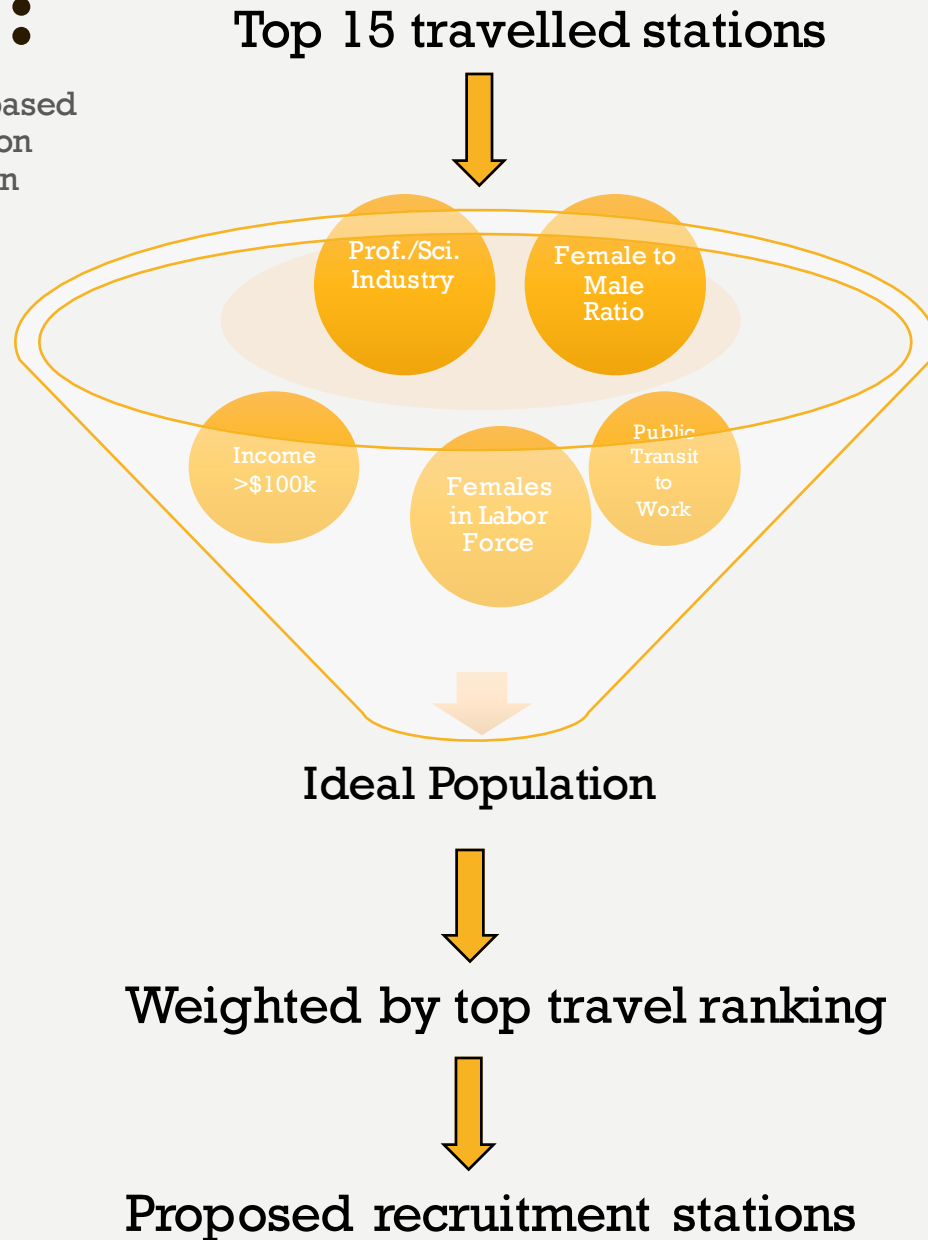 Top 15 travelled stations
on
Prof./Sci.
Industry
Female to
Male
Ratio
Income
>$100k
Females
in Labor
Force
Public
Transit
to
Work
Ideal Population
Weighted by top travel ranking
Proposed recruitment stations